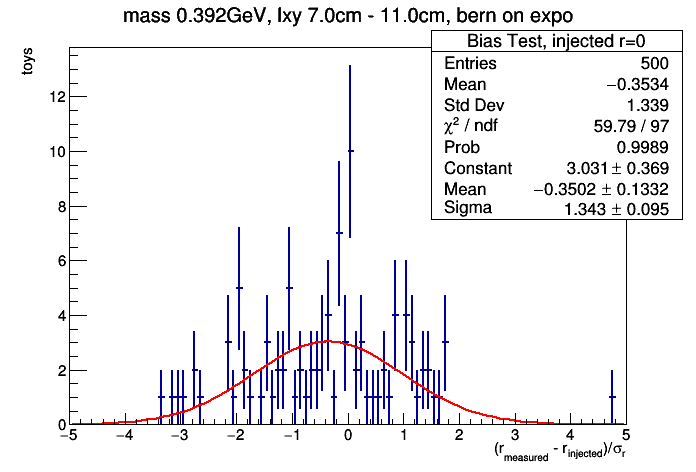 mass 0.392GeV, lxy 7.0cm - 11.0cm, bern on expo
toys
Bias Test, injected r=0
Entries 500
Mean −0.3534
Std Dev 1.339
χ² / ndf 59.79 / 97
Prob 0.9989
Constant 3.031 ± 0.369
Mean −0.3502 ± 0.1332
Sigma 1.343 ± 0.095
12
10
8
6
4
2
0
−5 −4 −3 −2 −1 0 1 2 3 4 5
(r_measured - r_injected)/σ_r